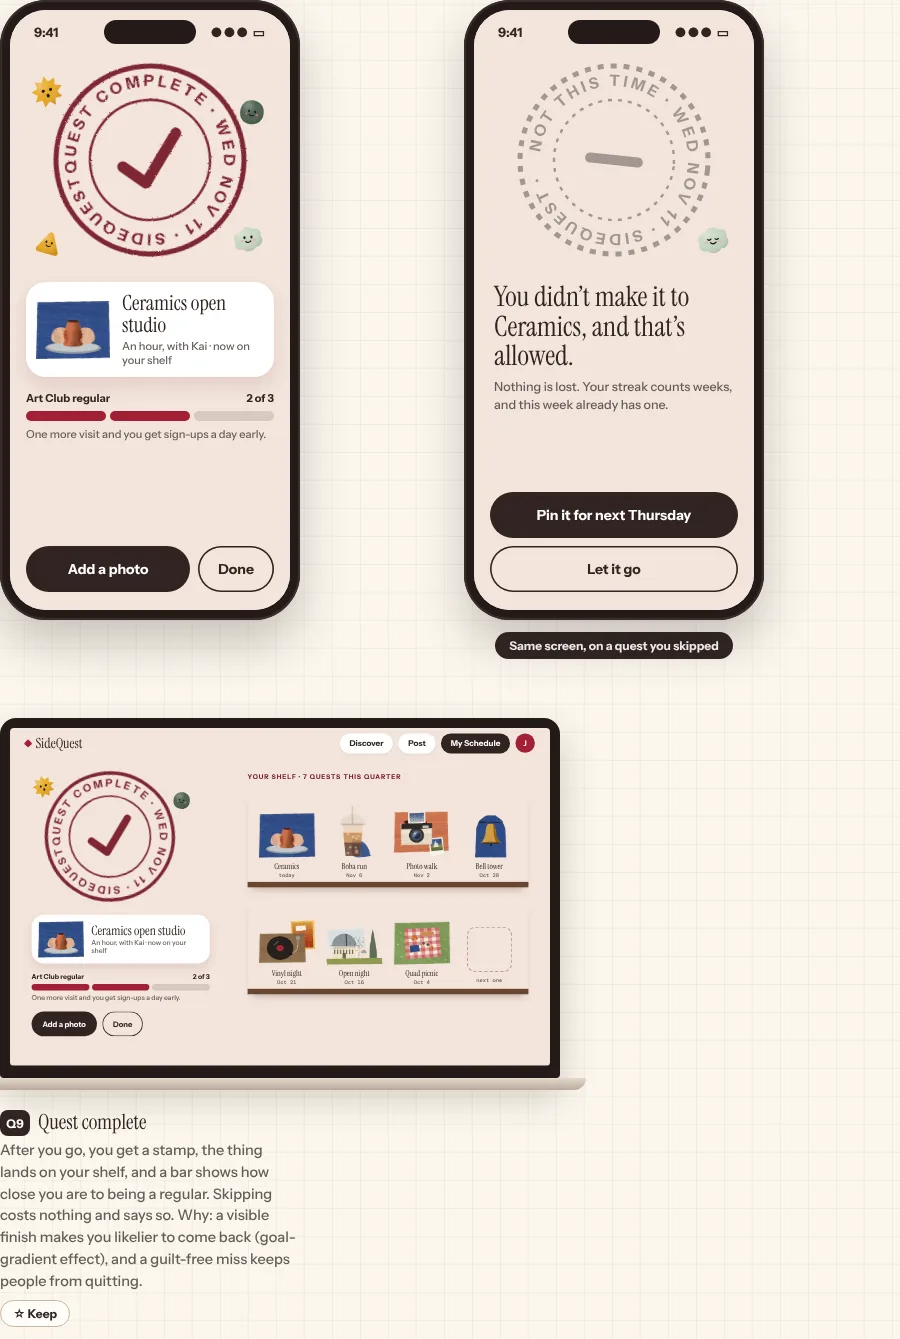 9:41
QUEST COMPLETE · WED NOV 11 · SIDEQUEST
Ceramics open
studio
An hour, with Kai · now on
your shelf
Art Club regular
2 of 3
One more visit and you get sign-ups a day early.
Add a photo
Done
9:41
NOT THIS TIME · WED NOV 11 · SIDEQUEST ·
You didn’t make it to
Ceramics, and that’s
allowed.
Nothing is lost. Your streak counts weeks,
and this week already has one.
Pin it for next Thursday
Let it go
Same screen, on a quest you skipped
SideQuest
Discover
Post
My Schedule
J
QUEST COMPLETE · WED NOV 11 · SIDEQUEST
Ceramics open studio
An hour, with Kai · now on your
shelf
Art Club regular
2 of 3
One more visit and you get sign-ups a day early.
Add a photo
Done
YOUR SHELF · 7 QUESTS THIS QUARTER
Ceramics
today
Boba run
Nov 6
Photo walk
Nov 2
Bell tower
Oct 28
Vinyl night
Oct 21
Open night
Oct 16
Quad picnic
Oct 4
next one
Q9
Quest complete
After you go, you get a stamp, the thing
lands on your shelf, and a bar shows how
close you are to being a regular. Skipping
costs nothing and says so. Why: a visible
finish makes you likelier to come back (goal-
gradient effect), and a guilt-free miss keeps
people from quitting.
☆ Keep